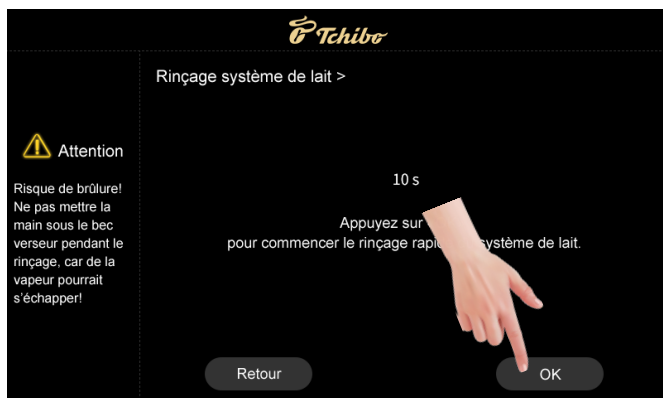 Tchibo
Rinçage système de lait >
Attention
Risque de brûlure!
Ne pas mettre la
main sous le bec
verseur pendant le
rinçage, car de la
vapeur pourrait
s'échapper!
10 s
Appuyez sur
pour commencer le rinçage système de lait.
Retour
OK